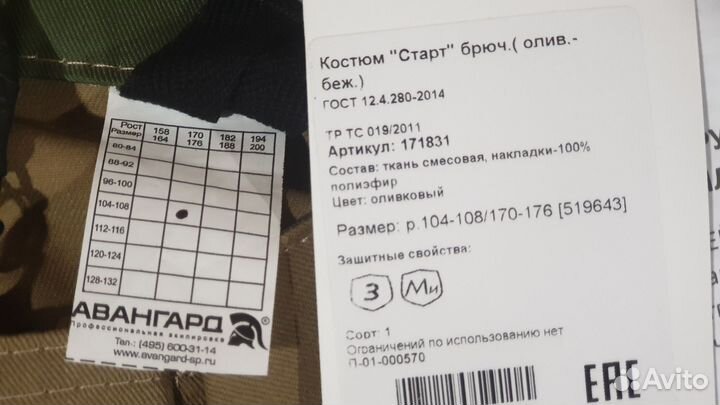 Рост 158 170 182 194
Размер 164 176 188 200
80-84
88-92
96-100
104-108
112-116
120-124
128-132
АВАНГАРД
Профессиональная экипировка
Тел.: (495) 600-31-14
www.avangard-sp.ru
Костюм "Старт" брюч.( олив.-
беж.)
ГОСТ 12.4.280-2014
ТР ТС 019/2011
Артикул: 171831
Состав: ткань смесовая, накладки-100%
полиэфир
Цвет: оливковый
Размер: р.104-108/170-176 [519643]
Защитные свойства:
З Ми
Сорт: 1
Ограничений по использованию нет
П-01-000570
EAC
Avito